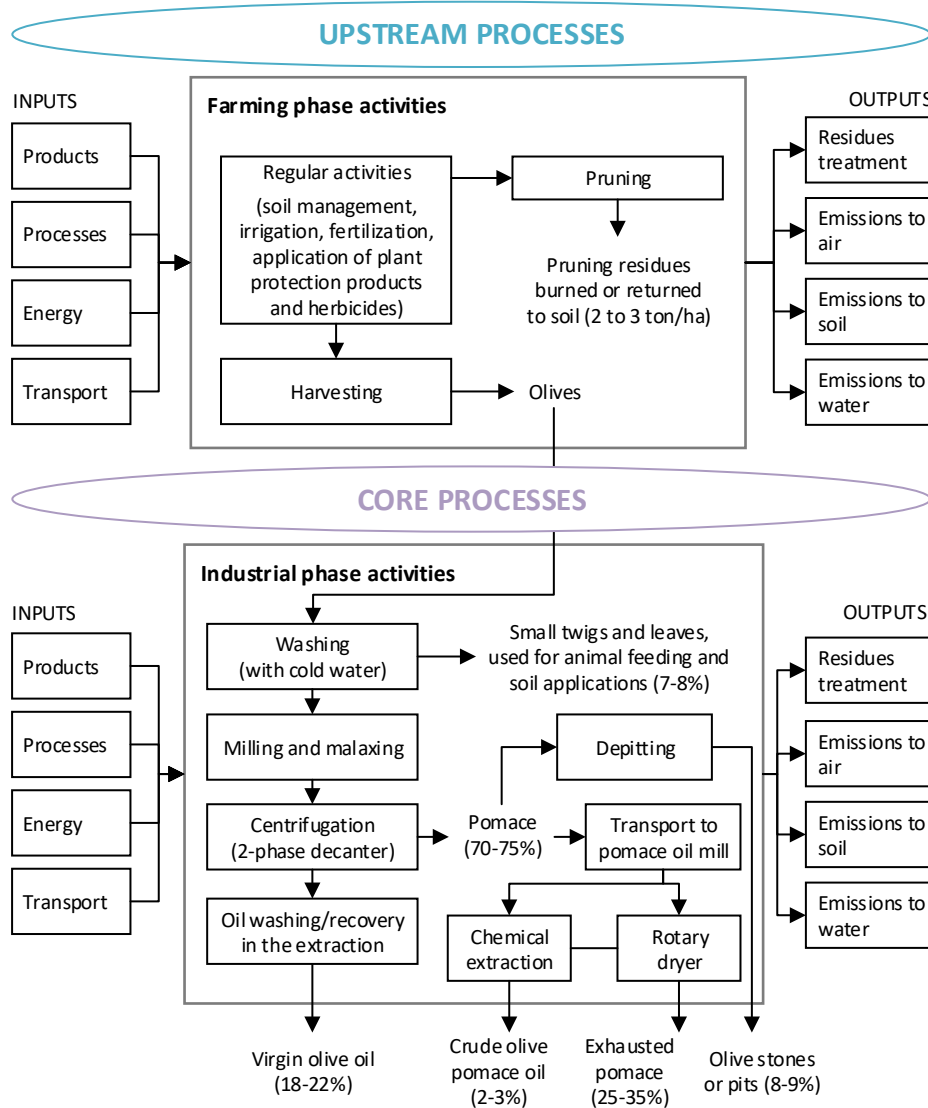 UPSTREAM PROCESSES
INPUTS
Products
Processes
Energy
Transport
Farming phase activities
Regular activities
(soil management,
irrigation, fertilization,
application of plant
protection products
and herbicides)
Pruning
Pruning residues
burned or returned
to soil (2 to 3 ton/ha)
Harvesting
Olives
OUTPUTS
Residues
treatment
Emissions to
air
Emissions to
soil
Emissions to
water
CORE PROCESSES
INPUTS
Products
Processes
Energy
Transport
Industrial phase activities
Washing
(with cold water)
Small twigs and leaves,
used for animal feeding and
soil applications (7-8%)
Milling and malaxing
Depitting
Centrifugation
(2-phase decanter)
Pomace
(70-75%)
Transport to
pomace oil mill
Oil washing/recovery
in the extraction
Chemical
extraction
Rotary
dryer
Virgin olive oil
(18-22%)
Crude olive
pomace oil
(2-3%)
Exhausted
pomace
(25-35%)
Olive stones
or pits (8-9%)
OUTPUTS
Residues
treatment
Emissions to
air
Emissions to
soil
Emissions to
water